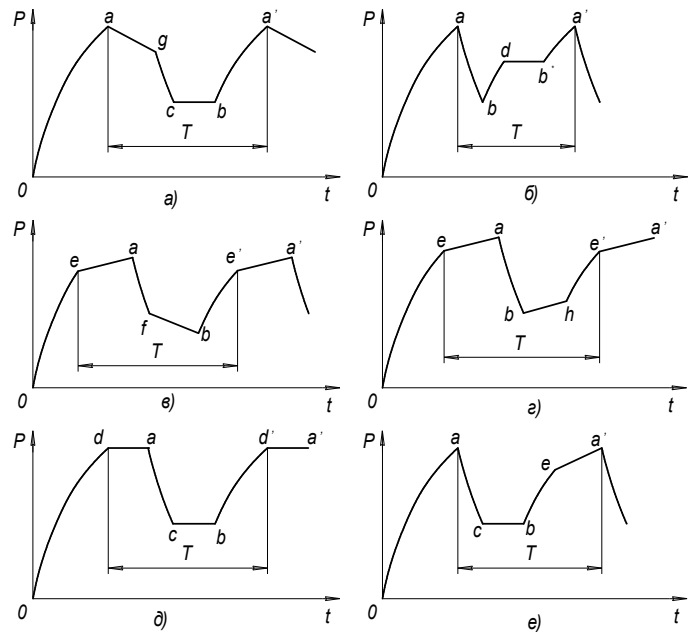 P a g c b a' T 0 t а)
P a b d b' a' T 0 t б)
P e a f b e' a' T 0 t в)
P e a b h e' a' T 0 t г)
P d a c b d' a' T 0 t д)
P a c b e a' T 0 t е)